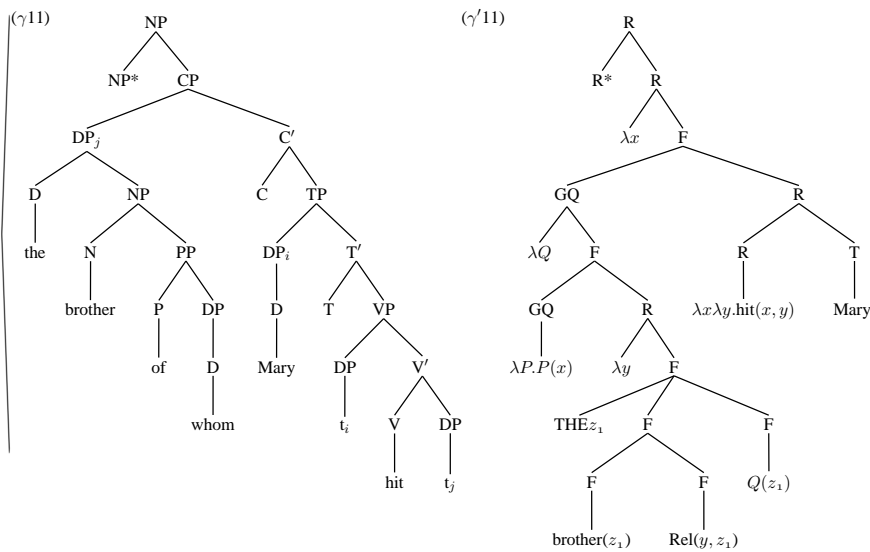 (γ11) NP (γ′11) R
NP* CP R* R
DPⱼ C′ λx F
D NP C TP GQ R
the N PP DPᵢ T′ λQ F R T
brother P DP D T VP GQ R λxλy.hit(x, y) Mary
of D Mary DP V′ λP.P(x) λy F
whom tᵢ V DP THEz₁ F F
hit tⱼ F F Q(z₁)
brother(z₁) Rel(y, z₁)